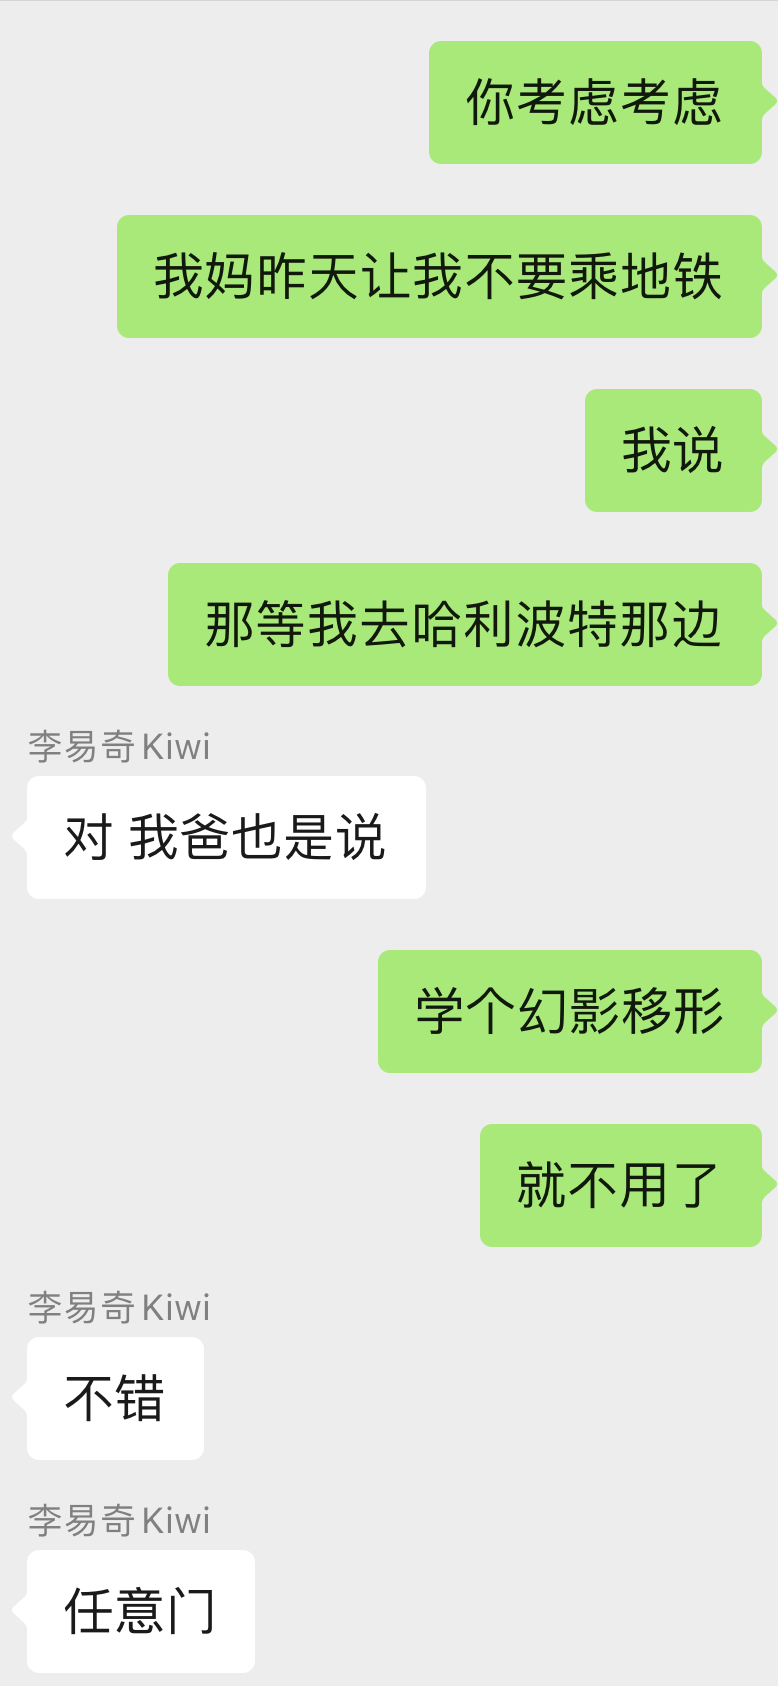 你考虑考虑
我妈昨天让我不要乘地铁
我说
那等我去哈利波特那边
李易奇Kiwi
对 我爸也是说
学个幻影移形
就不用了
李易奇Kiwi
不错
李易奇Kiwi
任意门